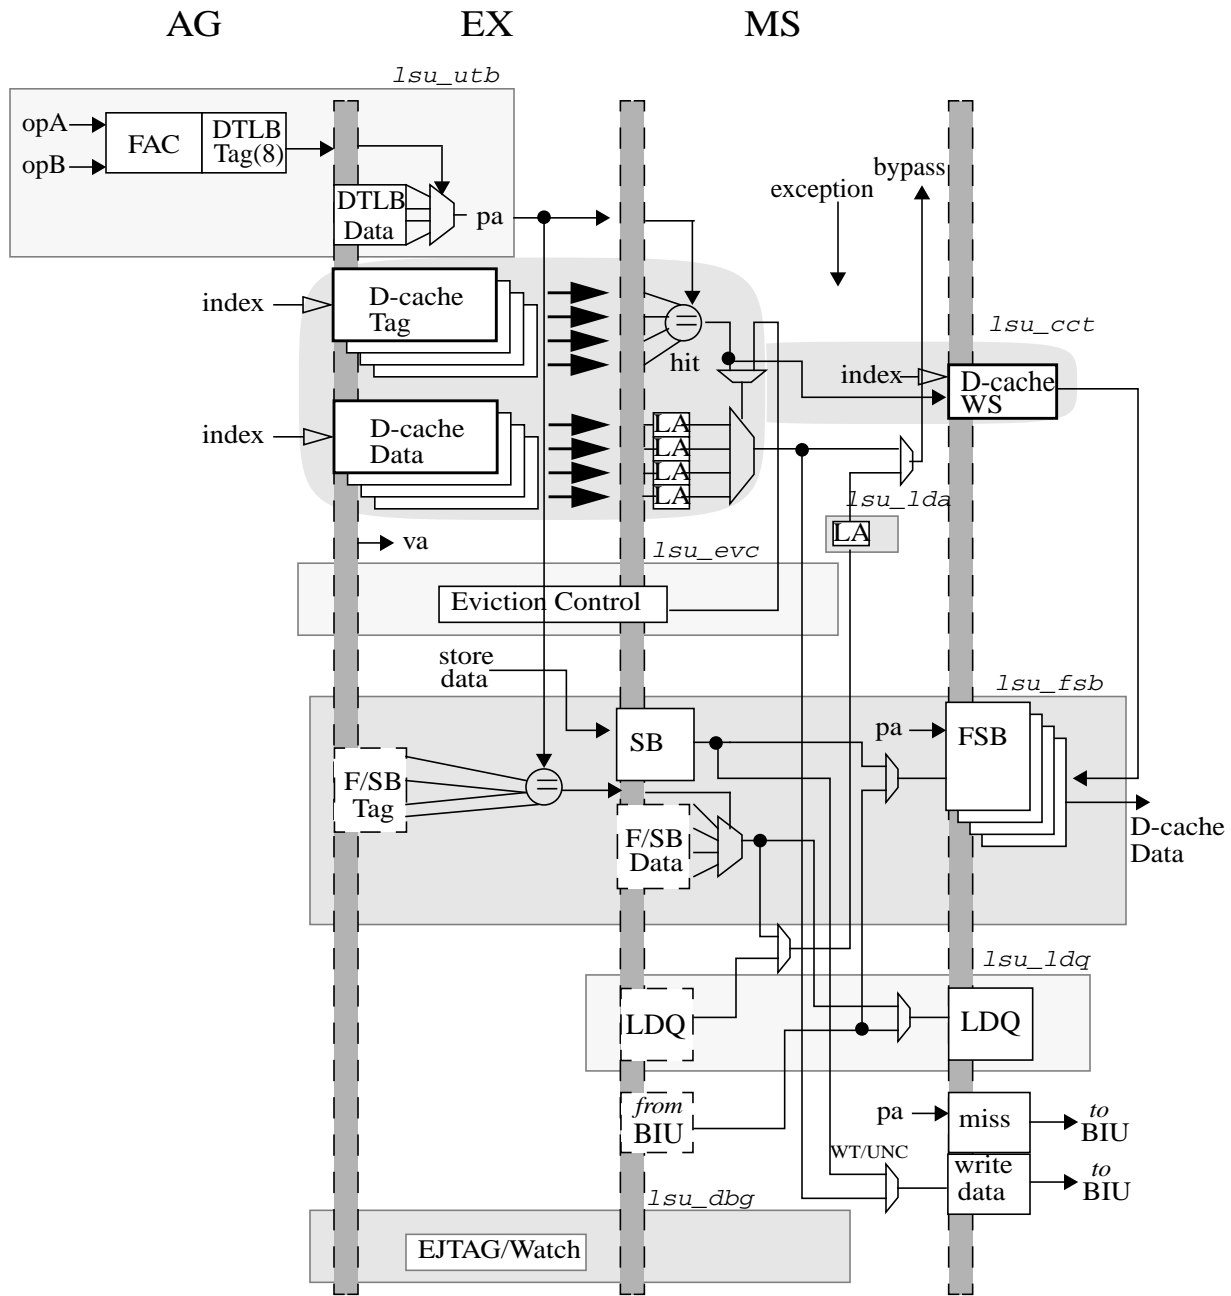 AG EX MS
lsu_utb
opA
FAC
DTLB
Tag(8)
opB
bypass
exception
DTLB
Data
pa
index
D-cache
Tag
hit
lsu_cct
index
D-cache
WS
index
D-cache
Data
LA
LA
LA
LA
lsu_lda
LA
va
lsu_evc
Eviction Control
store
data
lsu_fsb
SB
pa
FSB
F/SB
Tag
F/SB
Data
D-cache
Data
lsu_ldq
LDQ
LDQ
from
BIU
pa
miss
to
BIU
WT/UNC
write
data
to
BIU
lsu_dbg
EJTAG/Watch